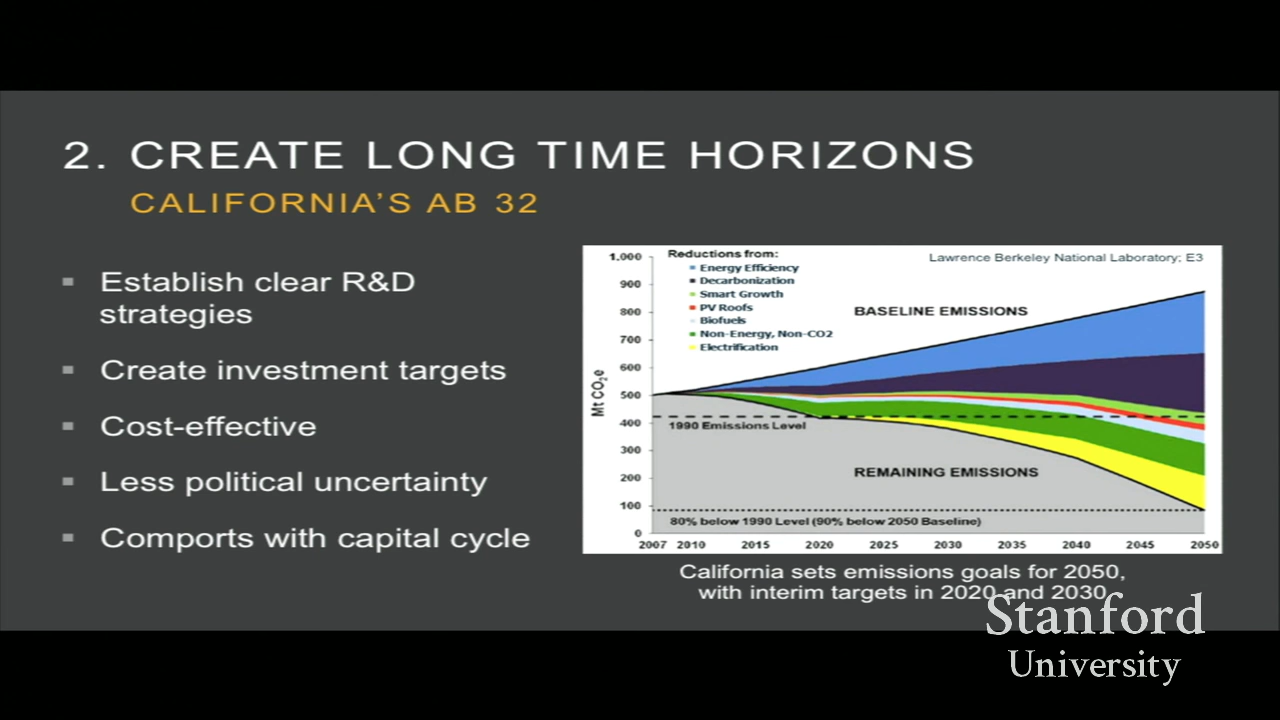 2. CREATE LONG TIME HORIZONS
CALIFORNIA'S AB 32
▪ Establish clear R&D
strategies
▪ Create investment targets
▪ Cost-effective
▪ Less political uncertainty
▪ Comports with capital cycle
Reductions from:
Energy Efficiency
Decarbonization
Smart Growth
PV Roofs
Biofuels
Non-Energy, Non-CO2
Electrification
Lawrence Berkeley National Laboratory; E3
BASELINE EMISSIONS
Mt CO₂e
1,000
900
800
700
600
500
400
300
200
100
0
1990 Emissions Level
REMAINING EMISSIONS
80% below 1990 Level (90% below 2050 Baseline)
2007 2010 2015 2020 2025 2030 2035 2040 2045 2050
California sets emissions goals for 2050,
with interim targets in 2020 and 2030
Stanford
University